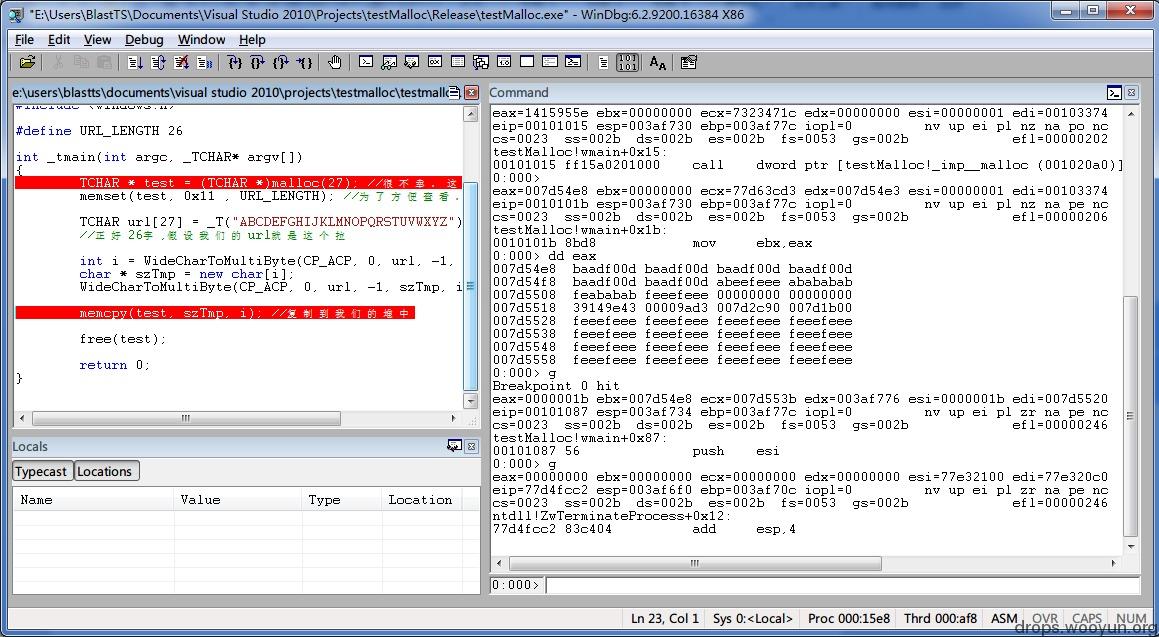 "E:\Users\BlastTS\Documents\Visual Studio 2010\Projects\testMalloc\Release\testMalloc.exe" - WinDbg:6.2.9200.16384 X86
File Edit View Debug Window Help
e:\users\blastts\documents\visual studio 2010\projects\testmalloc\testmallo
#include <windows.h>
#define URL_LENGTH 26
int _tmain(int argc, _TCHAR* argv[])
{
TCHAR * test = (TCHAR *)malloc(27); //很不幸. 这
memset(test, 0x11 , URL_LENGTH); //为了方便查看.
TCHAR url[27] = _T("ABCDEFGHIJKLMNOPQRSTUVWXYZ")
//正好26字,假设我们的url就是这个拉
int i = WideCharToMultiByte(CP_ACP, 0, url, -1,
char * szTmp = new char[i];
WideCharToMultiByte(CP_ACP, 0, url, -1, szTmp, i
memcpy(test, szTmp, i); //复制到我们的堆中
free(test);
return 0;
}
Locals
Typecast Locations
Name Value Type Location
Command
eax=1415955e ebx=00000000 ecx=7323471c edx=00000000 esi=00000001 edi=00103374
eip=00101015 esp=003af730 ebp=003af77c iopl=0 nv up ei pl nz na po nc
cs=0023 ss=002b ds=002b es=002b fs=0053 gs=002b efl=00000202
testMalloc!wmain+0x15:
00101015 ff15a0201000 call dword ptr [testMalloc!_imp__malloc (001020a0)]
0:000>
eax=007d54e8 ebx=00000000 ecx=77d63cd3 edx=007d54e3 esi=00000001 edi=00103374
eip=0010101b esp=003af730 ebp=003af77c iopl=0 nv up ei pl nz na pe nc
cs=0023 ss=002b ds=002b es=002b fs=0053 gs=002b efl=00000206
testMalloc!wmain+0x1b:
0010101b 8bd8 mov ebx,eax
0:000> dd eax
007d54e8 baadf00d baadf00d baadf00d baadf00d
007d54f8 baadf00d baadf00d abeefeee abababab
007d5508 feababab feeefeee 00000000 00000000
007d5518 39149e43 00009ad3 007d2c90 007d1b00
007d5528 feeefeee feeefeee feeefeee feeefeee
007d5538 feeefeee feeefeee feeefeee feeefeee
007d5548 feeefeee feeefeee feeefeee feeefeee
007d5558 feeefeee feeefeee feeefeee feeefeee
0:000> g
Breakpoint 0 hit
eax=0000001b ebx=007d54e8 ecx=007d553b edx=003af776 esi=0000001b edi=007d5520
eip=00101087 esp=003af734 ebp=003af77c iopl=0 nv up ei pl zr na pe nc
cs=0023 ss=002b ds=002b es=002b fs=0053 gs=002b efl=00000246
testMalloc!wmain+0x87:
00101087 56 push esi
0:000> g
eax=00000000 ebx=00000000 ecx=00000000 edx=00000000 esi=77e32100 edi=77e320c0
eip=77d4fcc2 esp=003af6f0 ebp=003af70c iopl=0 nv up ei pl zr na pe nc
cs=0023 ss=002b ds=002b es=002b fs=0053 gs=002b efl=00000246
ntdll!ZwTerminateProcess+0x12:
77d4fcc2 83c404 add esp,4
0:000>
Ln 23, Col 1 Sys 0:<Local> Proc 000:15e8 Thrd 000:af8 ASM OVR CAPS NUM
drops.wooyun.org